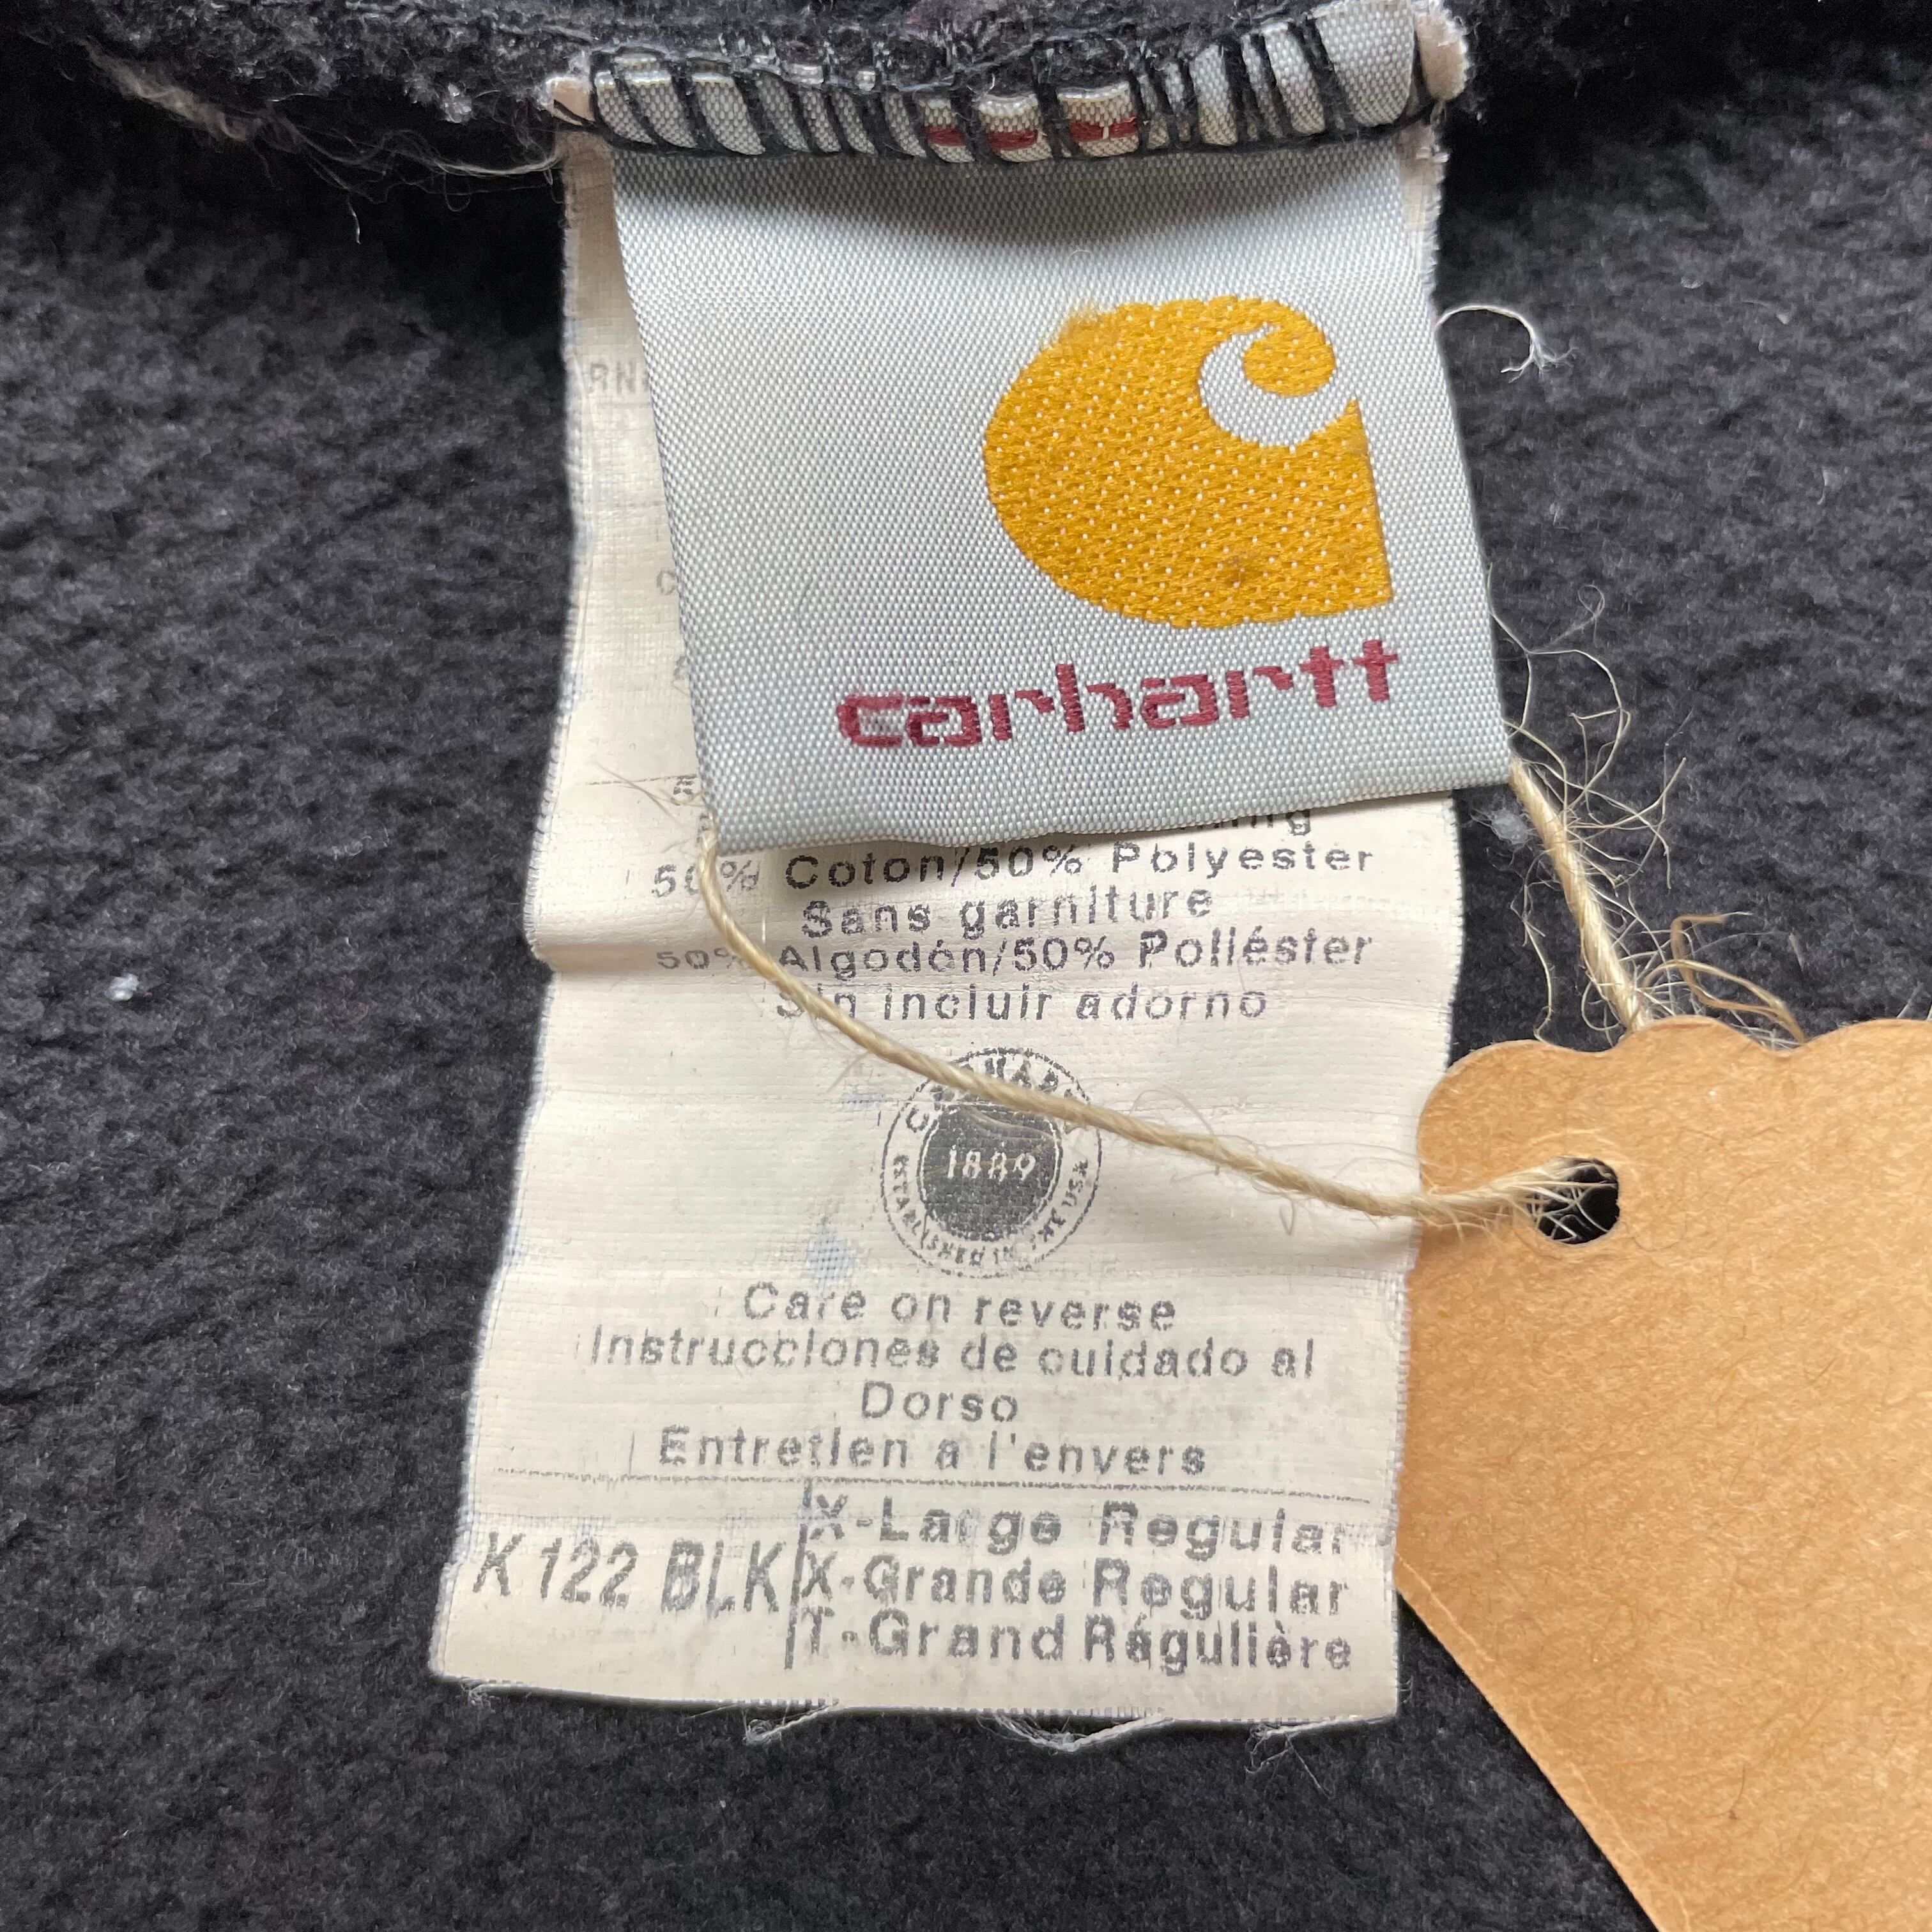 carhartt
RN
50% Coton/50% Polyester
Sans garniture
50% Algodón/50% Poliéster
Sin incluir adorno
1889
Care on reverse
Instrucciones de cuidado al
Dorso
Entretien a l'envers
K 122 BLK
X-Large Regular
X-Grande Regular
T-Grand Régulière